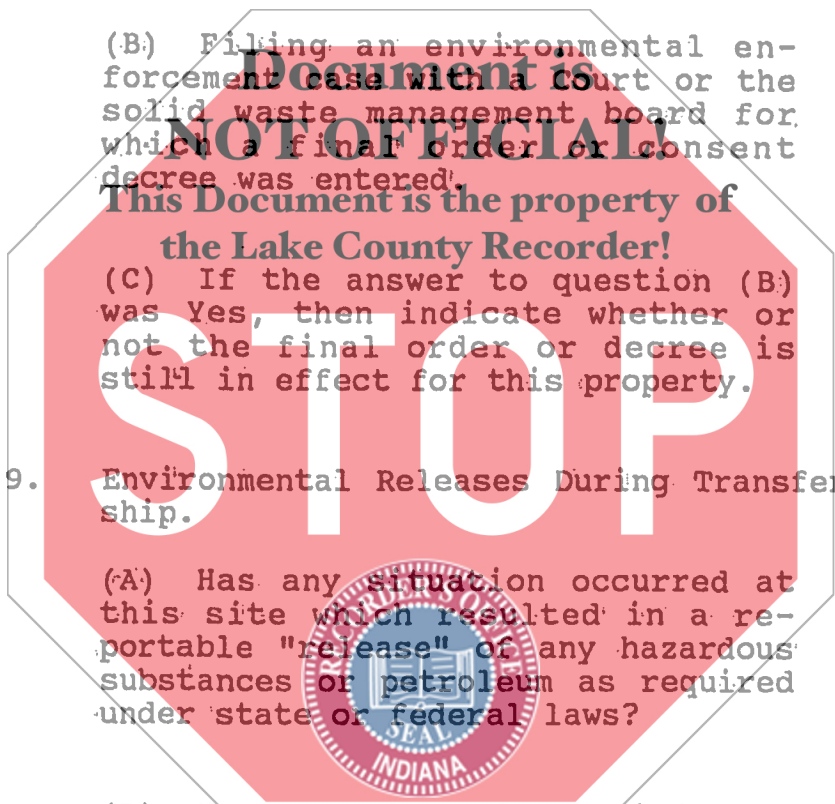 (B) Filing an environmental en-
forcement case with a Court or the
Document is
solid waste management board for
which a final order or consent
NOT OFFICIAL!
decree was entered.
This Document is the property of
the Lake County Recorder!
(C) If the answer to question (B)
was Yes, then indicate whether or
not the final order or decree is
still in effect for this property.
STOP
9. Environmental Releases During Transfer
ship.
(A) Has any situation occurred at
this site which resulted in a re-
portable "release" of any hazardous
substances or petroleum as required
under state or federal laws?
RECORDER'S OFFICE
SEAL
INDIANA